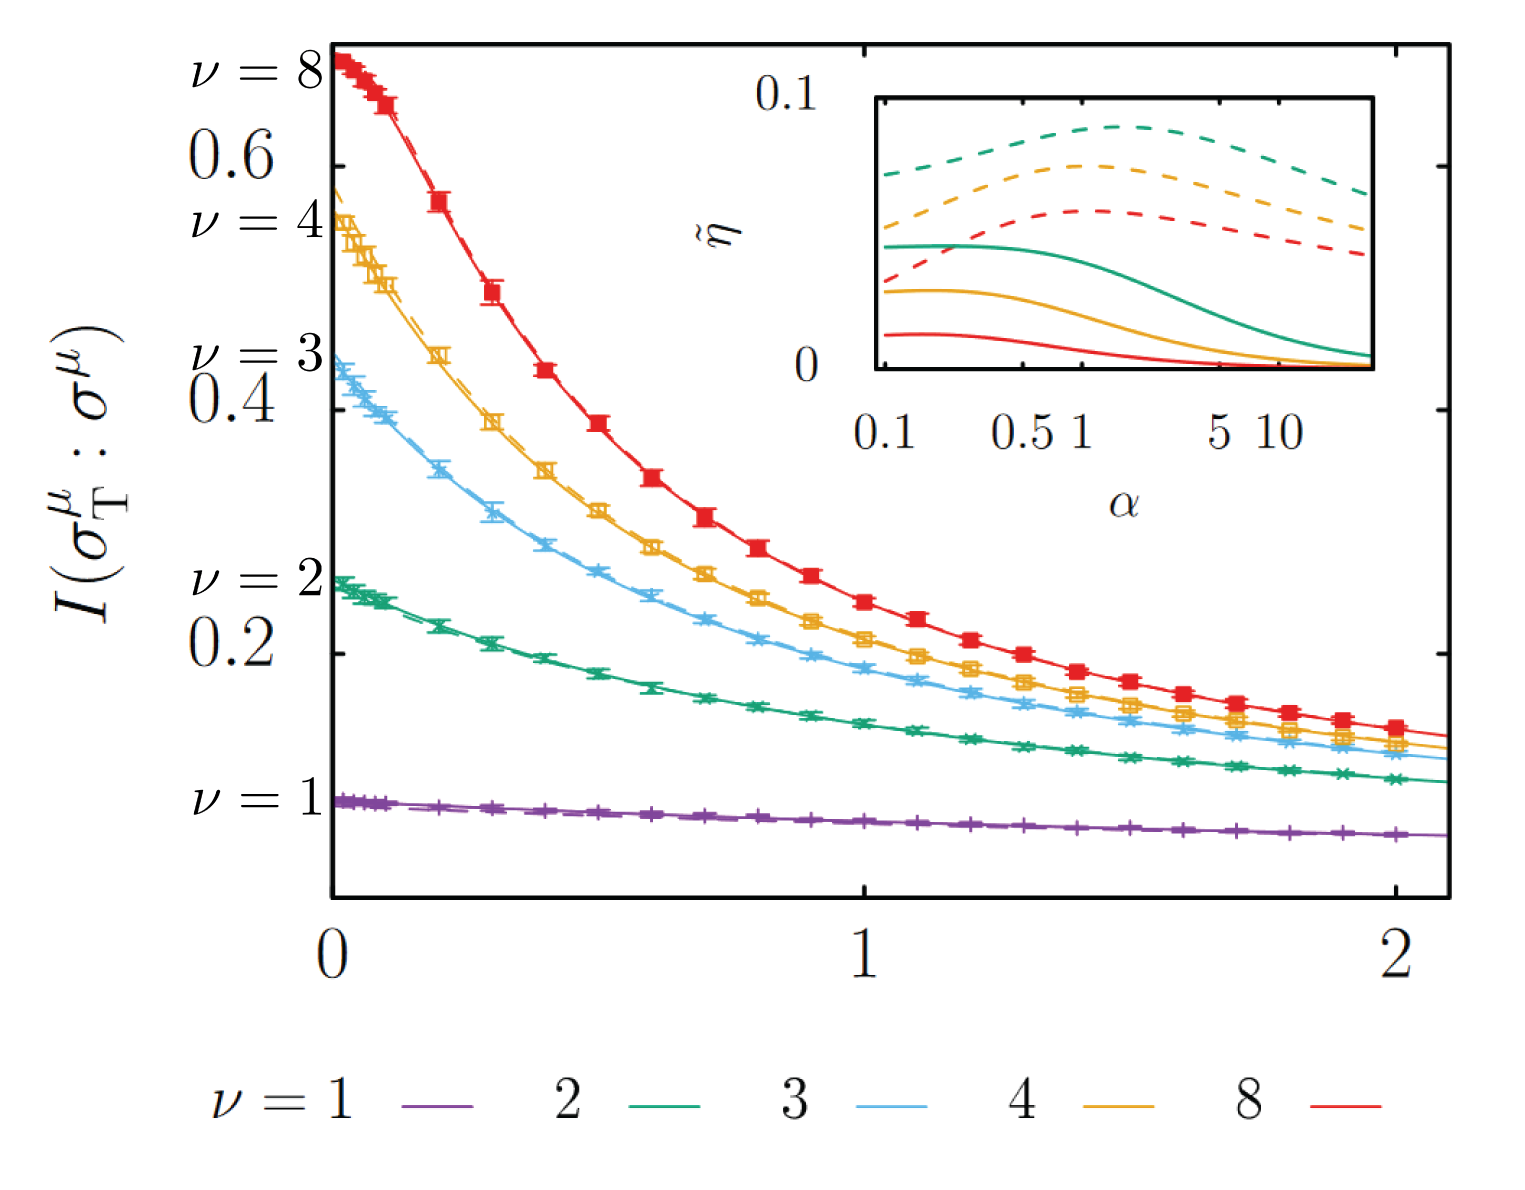 ν = 8
0.6
ν = 4
ν = 3
0.4
ν = 2
0.2
ν = 1
I(σ_T^μ : σ^μ)
0 1 2
0.1
η̃
0
0.1 0.5 1 5 10
α
ν = 1 2 3 4 8